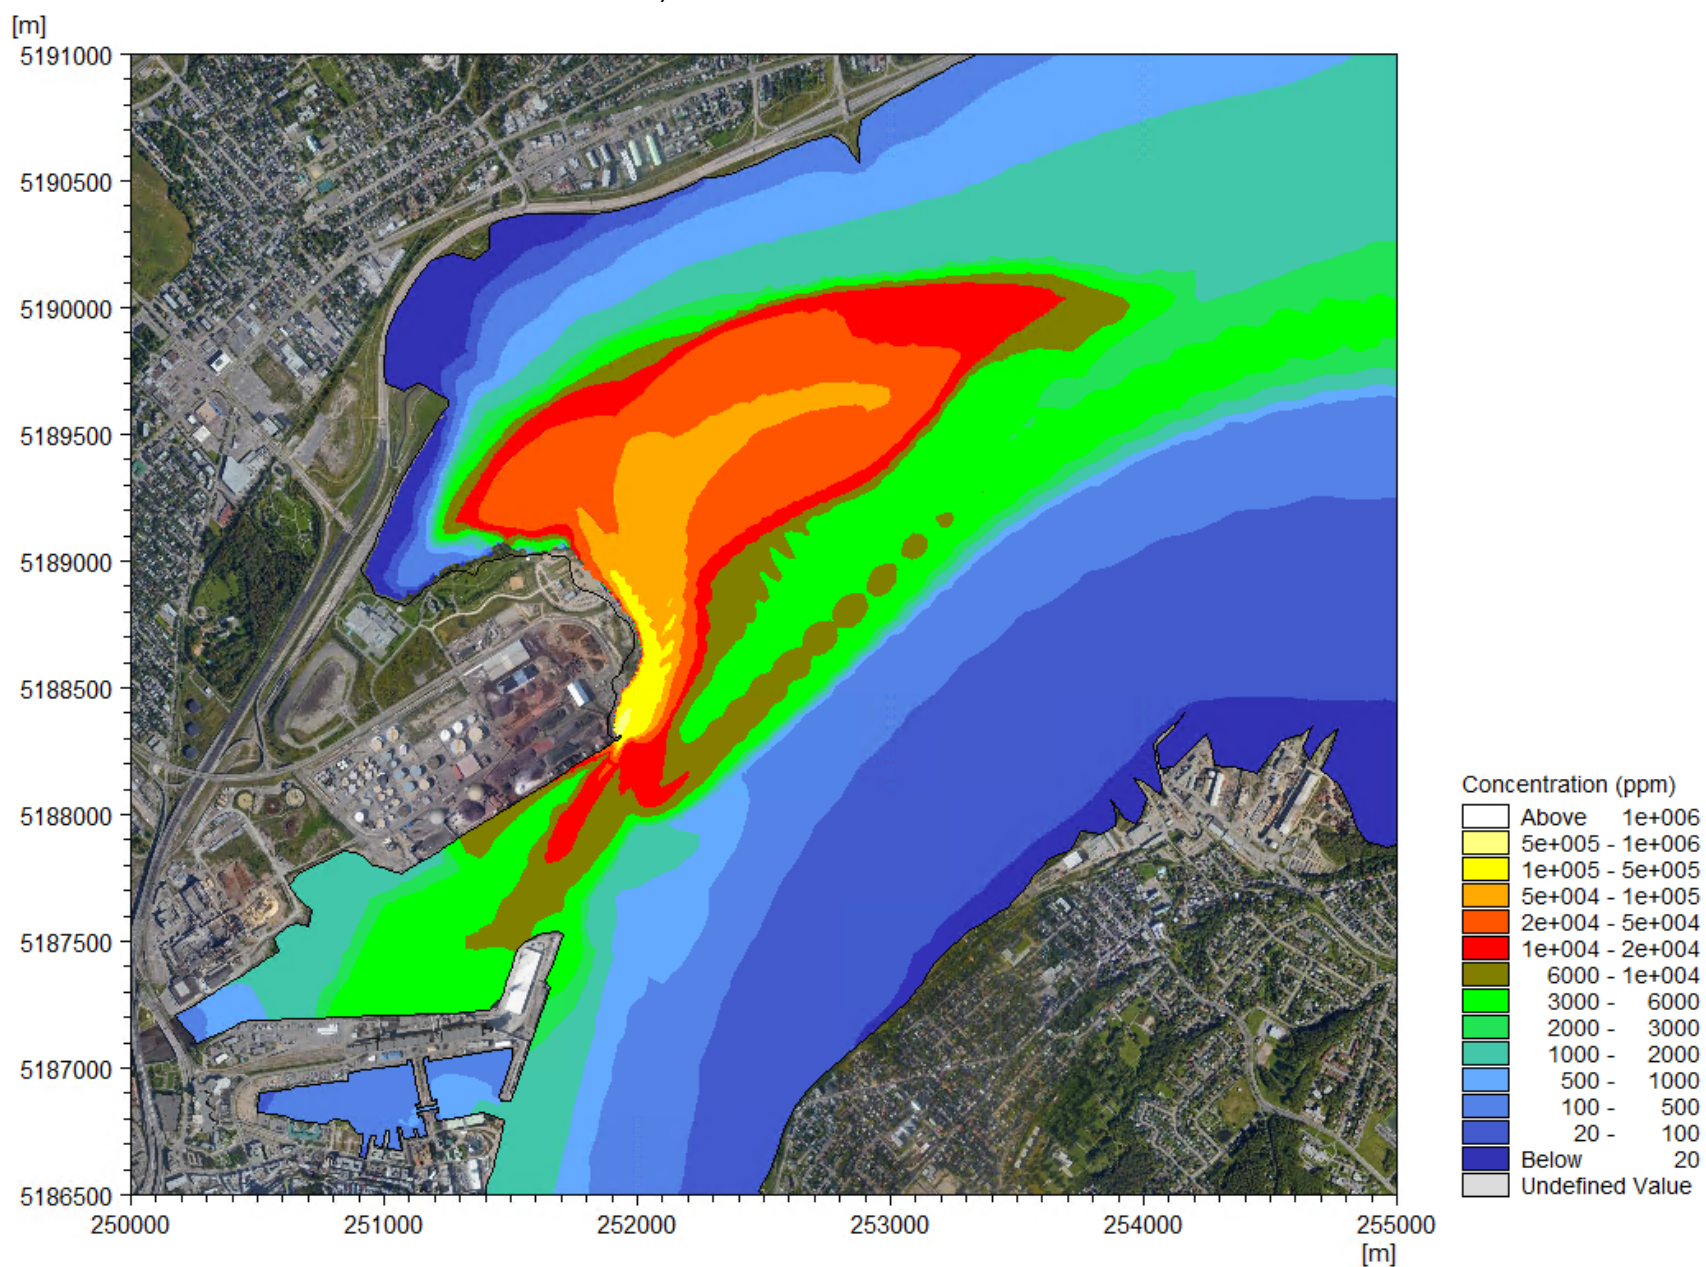 [m]
5191000
5190500
5190000
5189500
5189000
5188500
5188000
5187500
5187000
5186500
250000 251000 252000 253000 254000 255000
[m]
Concentration (ppm)
Above 1e+006
5e+005 - 1e+006
1e+005 - 5e+005
5e+004 - 1e+005
2e+004 - 5e+004
1e+004 - 2e+004
6000 - 1e+004
3000 - 6000
2000 - 3000
1000 - 2000
500 - 1000
100 - 500
20 - 100
Below 20
Undefined Value